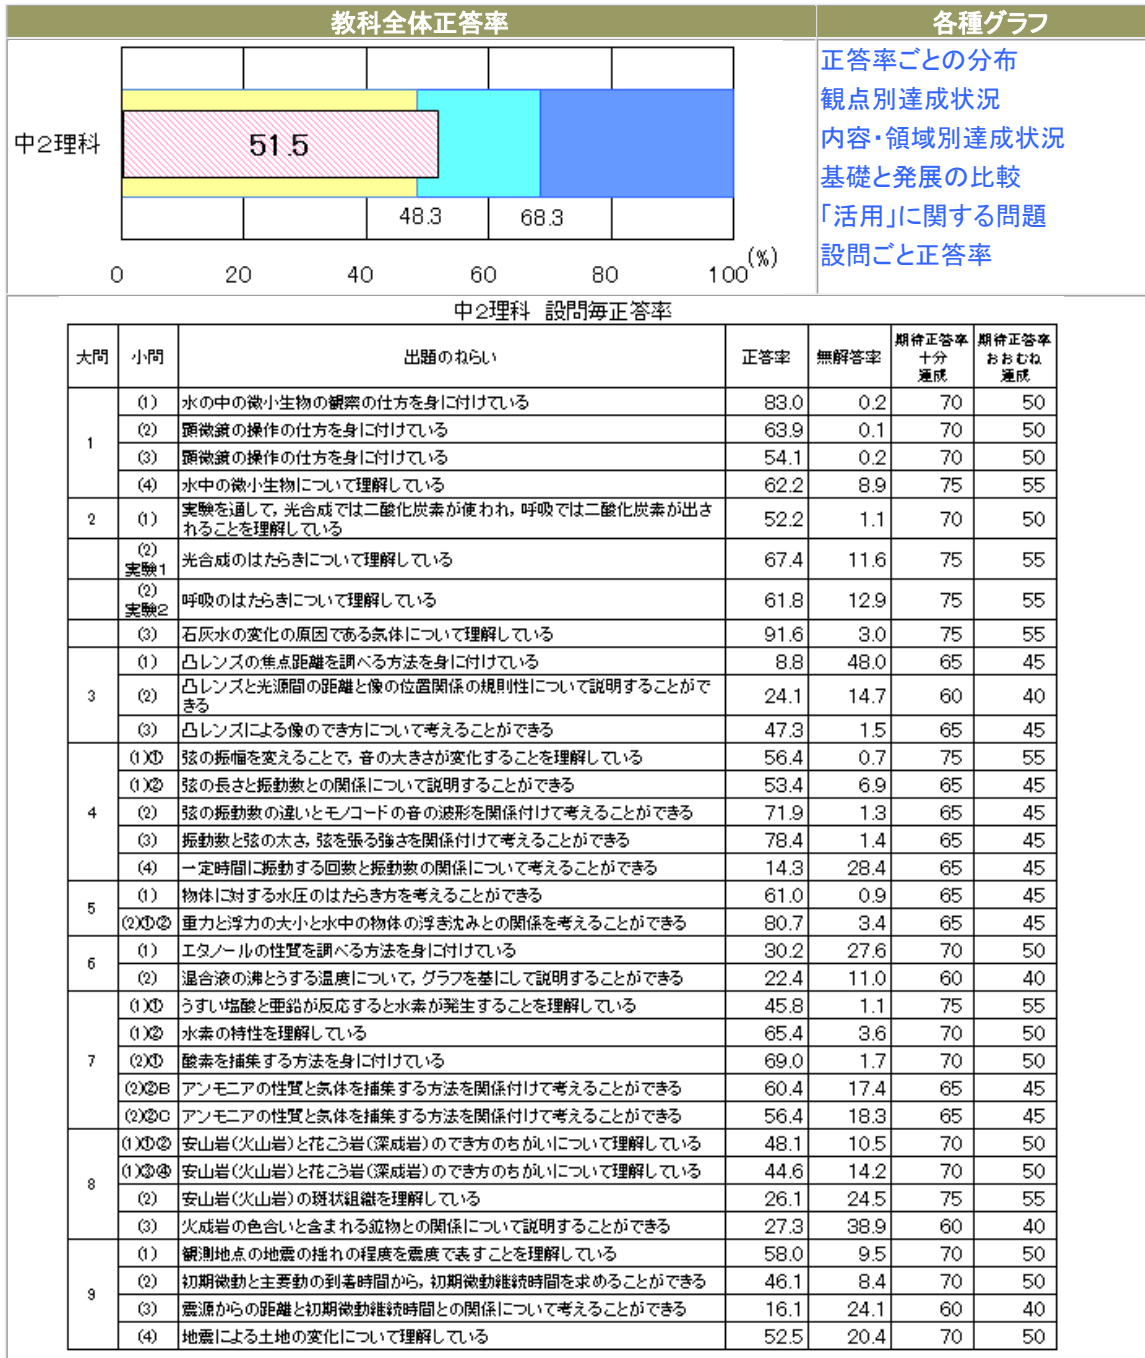 教科全体正答率
各種グラフ
中2理科
51.5
48.3
68.3
0 20 40 60 80 100 (%)
正答率ごとの分布
観点別達成状況
内容・領域別達成状況
基礎と発展の比較
「活用」に関する問題
設問ごと正答率
中2理科 設問毎正答率
大問 小問 出題のねらい 正答率 無解答率 期待正答率十分達成 期待正答率おおむね達成
1 (1) 水の中の微小生物の観察の仕方を身に付けている 83.0 0.2 70 50
(2) 顕微鏡の操作の仕方を身に付けている 63.9 0.1 70 50
(3) 顕微鏡の操作の仕方を身に付けている 54.1 0.2 70 50
(4) 水中の微小生物について理解している 62.2 8.9 75 55
2 (1) 実験を通して,光合成では二酸化炭素が使われ,呼吸では二酸化炭素が出さ
れることを理解している 52.2 1.1 70 50
(2)実験1 光合成のはたらきについて理解している 67.4 11.6 75 55
(2)実験2 呼吸のはたらきについて理解している 61.8 12.9 75 55
(3) 石灰水の変化の原因である気体について理解している 91.6 3.0 75 55
3 (1) 凸レンズの焦点距離を調べる方法を身に付けている 8.8 48.0 65 45
(2) 凸レンズと光源間の距離と像の位置関係の規則性について説明することがで
きる 24.1 14.7 60 40
(3) 凸レンズによる像のでき方について考えることができる 47.3 1.5 65 45
4 (1)① 弦の振幅を変えることで,音の大きさが変化することを理解している 56.4 0.7 75 55
(1)② 弦の長さと振動数との関係について説明することができる 53.4 6.9 65 45
(2) 弦の振動数の違いとモノコードの音の波形を関係付けて考えることができる 71.9 1.3 65 45
(3) 振動数と弦の太さ,弦を張る強さを関係付けて考えることができる 78.4 1.4 65 45
(4) 一定時間に振動する回数と振動数の関係について考えることができる 14.3 28.4 65 45
5 (1) 物体に対する水圧のはたらき方を考えることができる 61.0 0.9 65 45
(2)①② 重力と浮力の大小と水中の物体の浮き沈みとの関係を考えることができる 80.7 3.4 65 45
6 (1) エタノールの性質を調べる方法を身に付けている 30.2 27.6 70 50
(2) 混合液の沸とうする温度について,グラフを基にして説明することができる 22.4 11.0 60 40
7 (1)① うすい塩酸と亜鉛が反応すると水素が発生することを理解している 45.8 1.1 75 55
(1)② 水素の特性を理解している 65.4 3.6 70 50
(2)① 酸素を捕集する方法を身に付けている 69.0 1.7 70 50
(2)②B アンモニアの性質と気体を捕集する方法を関係付けて考えることができる 60.4 17.4 65 45
(2)②C アンモニアの性質と気体を捕集する方法を関係付けて考えることができる 56.4 18.3 65 45
8 (1)①② 安山岩(火山岩)と花こう岩(深成岩)のでき方のちがいについて理解している 48.1 10.5 70 50
(1)③④ 安山岩(火山岩)と花こう岩(深成岩)のでき方のちがいについて理解している 44.6 14.2 70 50
(2) 安山岩(火山岩)の斑状組織を理解している 26.1 24.5 75 55
(3) 火成岩の色合いと含まれる鉱物との関係について説明することができる 27.3 38.9 60 40
9 (1) 観測地点の地震の揺れの程度を震度で表すことを理解している 58.0 9.5 70 50
(2) 初期微動と主要動の到着時間から,初期微動継続時間を求めることができる 46.1 8.4 70 50
(3) 震源からの距離と初期微動継続時間との関係について考えることができる 16.1 24.1 60 40
(4) 地震による土地の変化について理解している 52.5 20.4 70 50